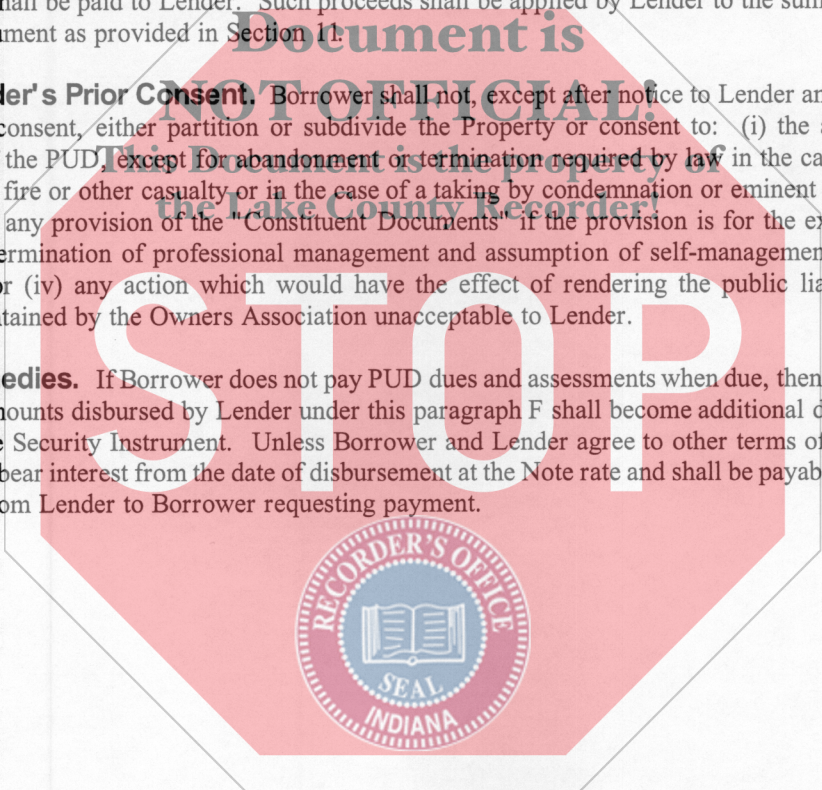 hall be paid to Lender. Such proceeds shall be applied by Lender to the sum
ument as provided in Section 11.
Document is
NOT OFFICIAL!
This Document is the property of
the Lake County Recorder!
der's Prior Consent. Borrower shall not, except after notice to Lender an
consent, either partition or subdivide the Property or consent to: (i) the a
the PUD, except for abandonment or termination required by law in the ca
fire or other casualty or in the case of a taking by condemnation or eminent
any provision of the "Constituent Documents" if the provision is for the ex
ermination of professional management and assumption of self-managemen
r (iv) any action which would have the effect of rendering the public lia
ntained by the Owners Association unacceptable to Lender.
STOP
edies. If Borrower does not pay PUD dues and assessments when due, then
nounts disbursed by Lender under this paragraph F shall become additional d
e Security Instrument. Unless Borrower and Lender agree to other terms of
bear interest from the date of disbursement at the Note rate and shall be payab
om Lender to Borrower requesting payment.
RECORDER'S OFFICE
SEAL
INDIANA